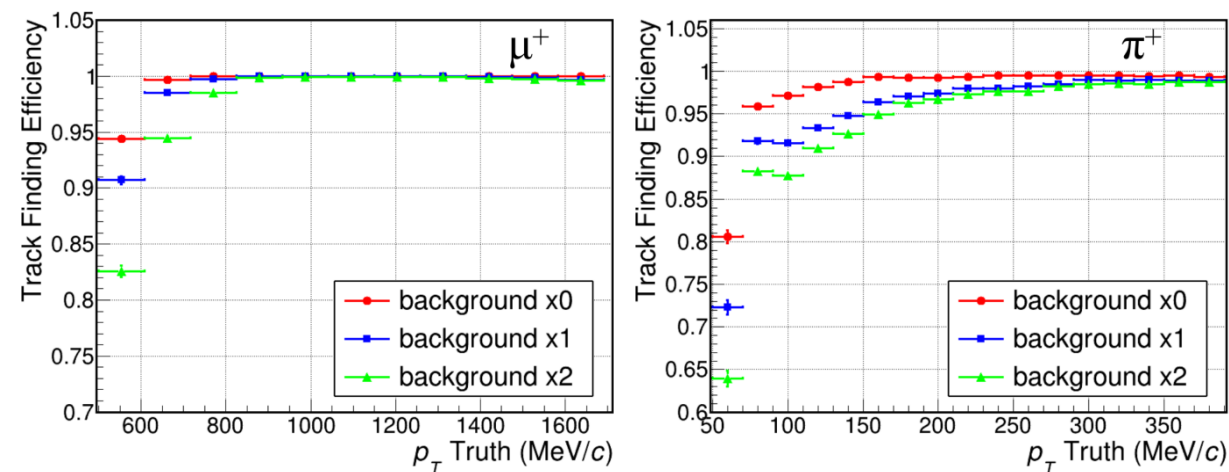 Track Finding Efficiency
1.05
1
0.95
0.9
0.85
0.8
0.75
0.7
μ+
background x0
background x1
background x2
600 800 1000 1200 1400 1600
p_T Truth (MeV/c)
Track Finding Efficiency
1.05
1
0.95
0.9
0.85
0.8
0.75
0.7
0.65
0.6
π+
background x0
background x1
background x2
50 100 150 200 250 300 350
p_T Truth (MeV/c)